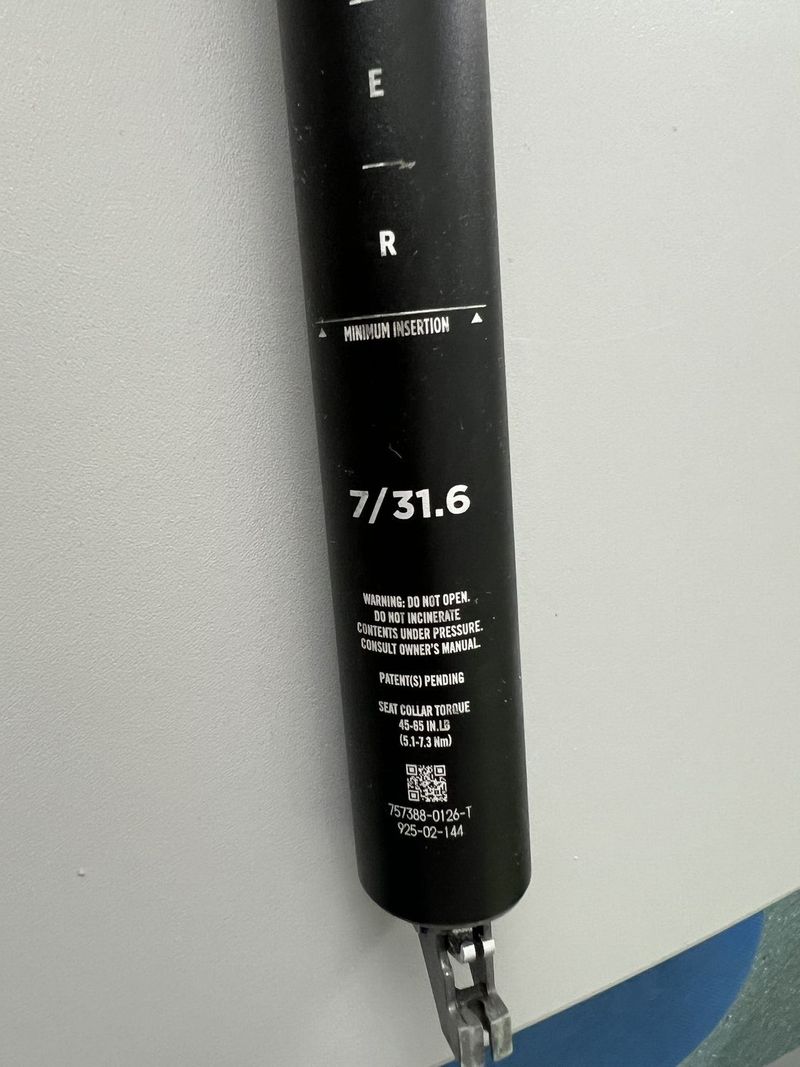 E
R
MINIMUM INSERTION
7/31.6
WARNING: DO NOT OPEN.
DO NOT INCINERATE
CONTENTS UNDER PRESSURE.
CONSULT OWNER'S MANUAL.
PATENT(S) PENDING
SEAT COLLAR TORQUE
45-65 IN.LB
(5.1-7.3 Nm)
757388-0126-T
925-02-144